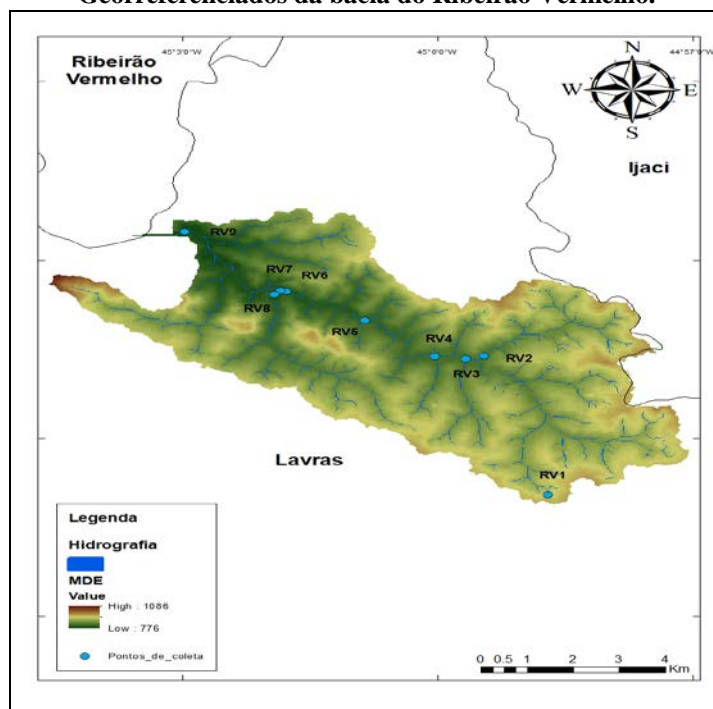 Georreferenciados da bacia do Ribeirão Vermelho.
45°3'0"W
45°0'0"W
44°57'0"W
Ribeirão
Vermelho
N
W
E
S
Ijaci
RV9
RV7
RV6
RV8
RV5
RV4
RV3
RV2
Lavras
RV1
Legenda
Hidrografia
MDE
Value
High : 1086
Low : 776
Pontos_de_coleta
0 0.5 1 2 3 4
Km